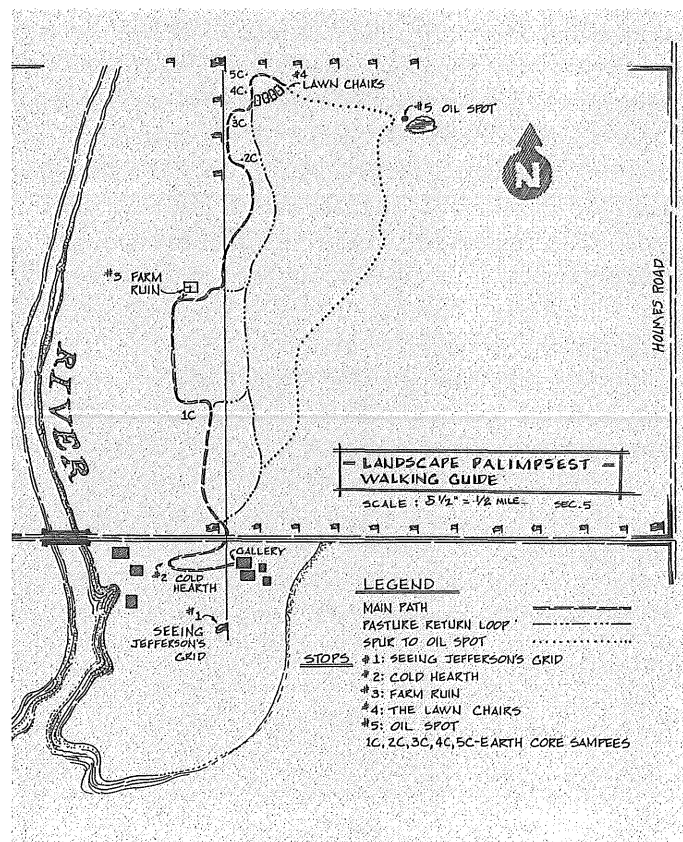 5C
4C
#4
LAWN CHAIRS
#5 OIL SPOT
3C
2C
N
#3 FARM
RUIN
HOLMES ROAD
RIVER
1C
- LANDSCAPE PALIMPSEST -
WALKING GUIDE
SCALE : 5 1/2" = 1/2 MILE
SEC. 5
GALLERY
#2 COLD
HEARTH
#1
SEEING
JEFFERSON'S
GRID
LEGEND
MAIN PATH
PASTURE RETURN LOOP
SPUR TO OIL SPOT
STOPS
#1: SEEING JEFFERSON'S GRID
#2: COLD HEARTH
#3: FARM RUIN
#4: THE LAWN CHAIRS
#5: OIL SPOT
1C, 2C, 3C, 4C, 5C-EARTH CORE SAMPEES